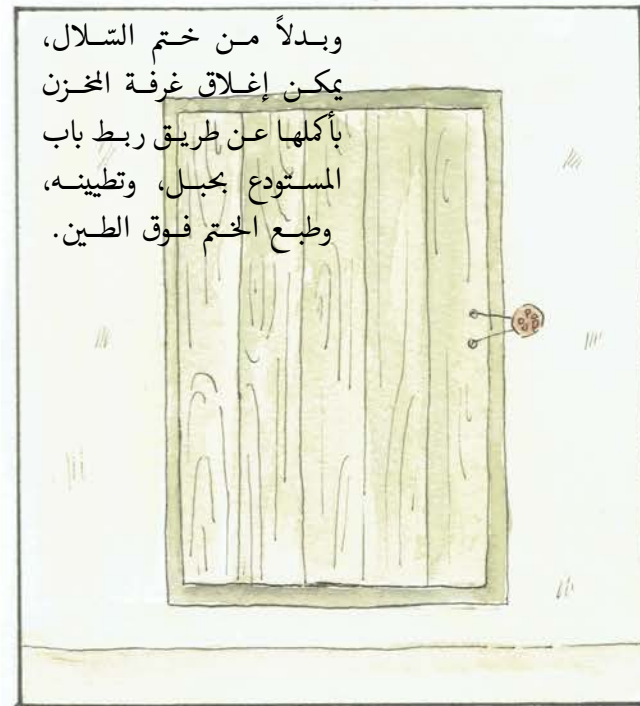 وبدلاً من ختم السّلال،
يمكن إغلاق غرفة المخزن
بأكملها عن طريق ربط باب
المستودع بحبل، وتطيينه،
وطبع الختم فوق الطين.